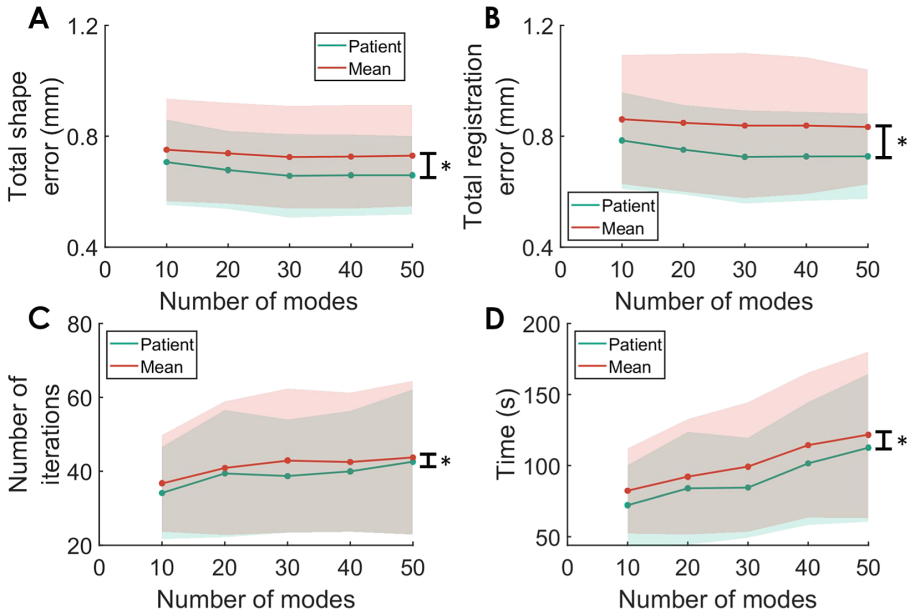 A
Total shape
error (mm)
1.2
0.8
0.4
Patient
Mean
*
0 10 20 30 40 50
Number of modes
B
Total registration
error (mm)
1.2
0.8
0.4
Patient
Mean
*
0 10 20 30 40 50
Number of modes
C
Number of
iterations
80
60
40
20
Patient
Mean
*
0 10 20 30 40 50
Number of modes
D
Time (s)
200
150
100
50
Patient
Mean
*
0 10 20 30 40 50
Number of modes